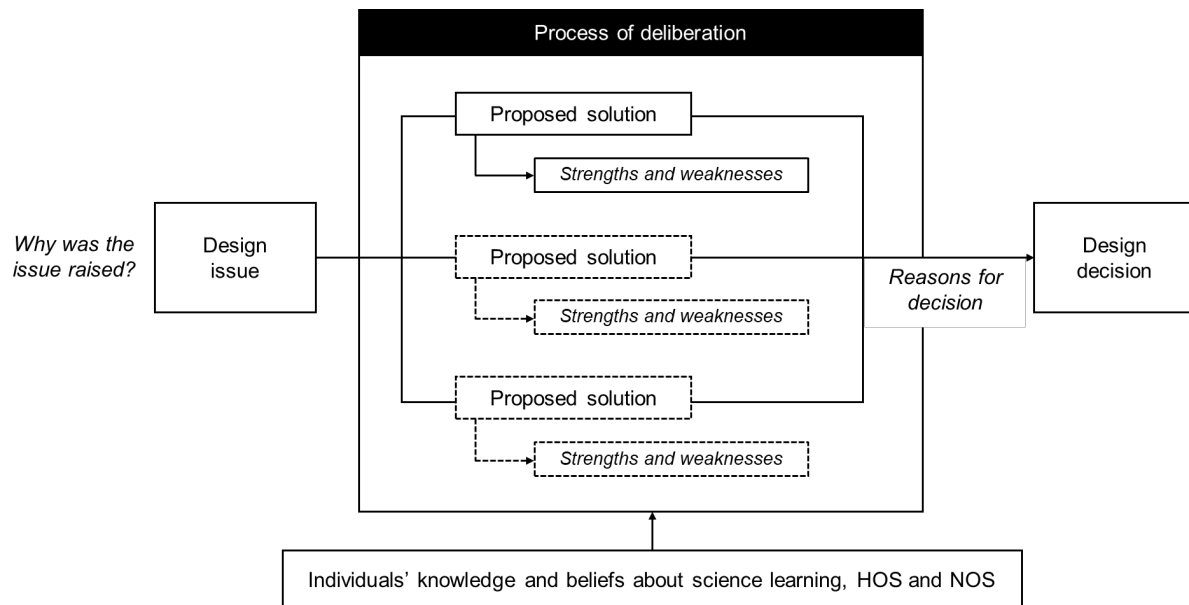 Process of deliberation
Proposed solution
Strengths and weaknesses
Why was the
issue raised?
Design
issue
Proposed solution
Strengths and weaknesses
Reasons for
decision
Design
decision
Proposed solution
Strengths and weaknesses
Individuals’ knowledge and beliefs about science learning, HOS and NOS